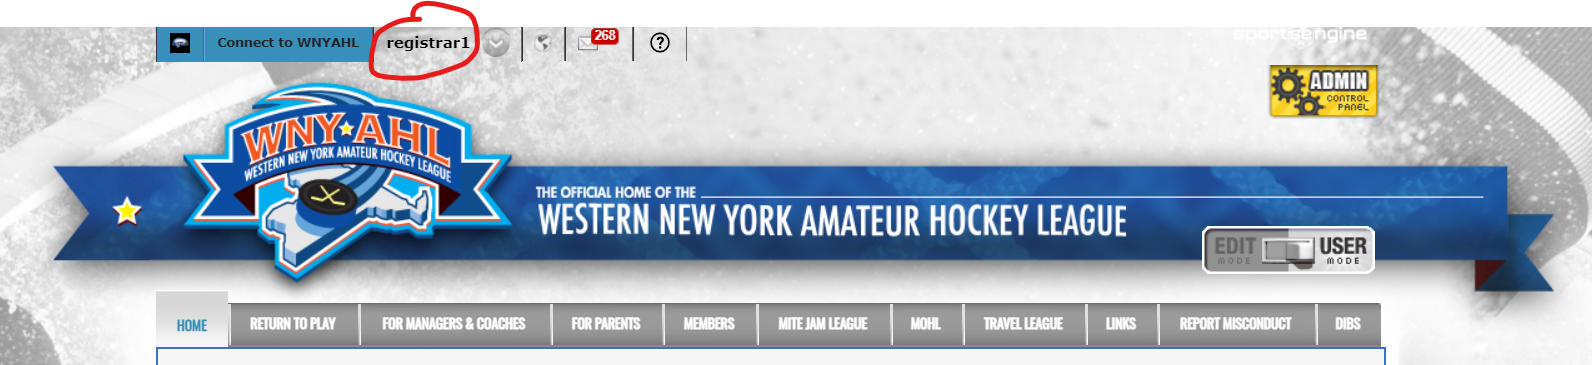 Connect to WNYAHL registrar1 268 ?
sportsengine
ADMIN
CONTROL
PANEL
WNY AHL
WESTERN NEW YORK AMATEUR HOCKEY LEAGUE
THE OFFICIAL HOME OF THE
WESTERN NEW YORK AMATEUR HOCKEY LEAGUE
EDIT MODE
USER MODE
HOME RETURN TO PLAY FOR MANAGERS & COACHES FOR PARENTS MEMBERS MITE JAM LEAGUE MOHL TRAVEL LEAGUE LINKS REPORT MISCONDUCT DIBS